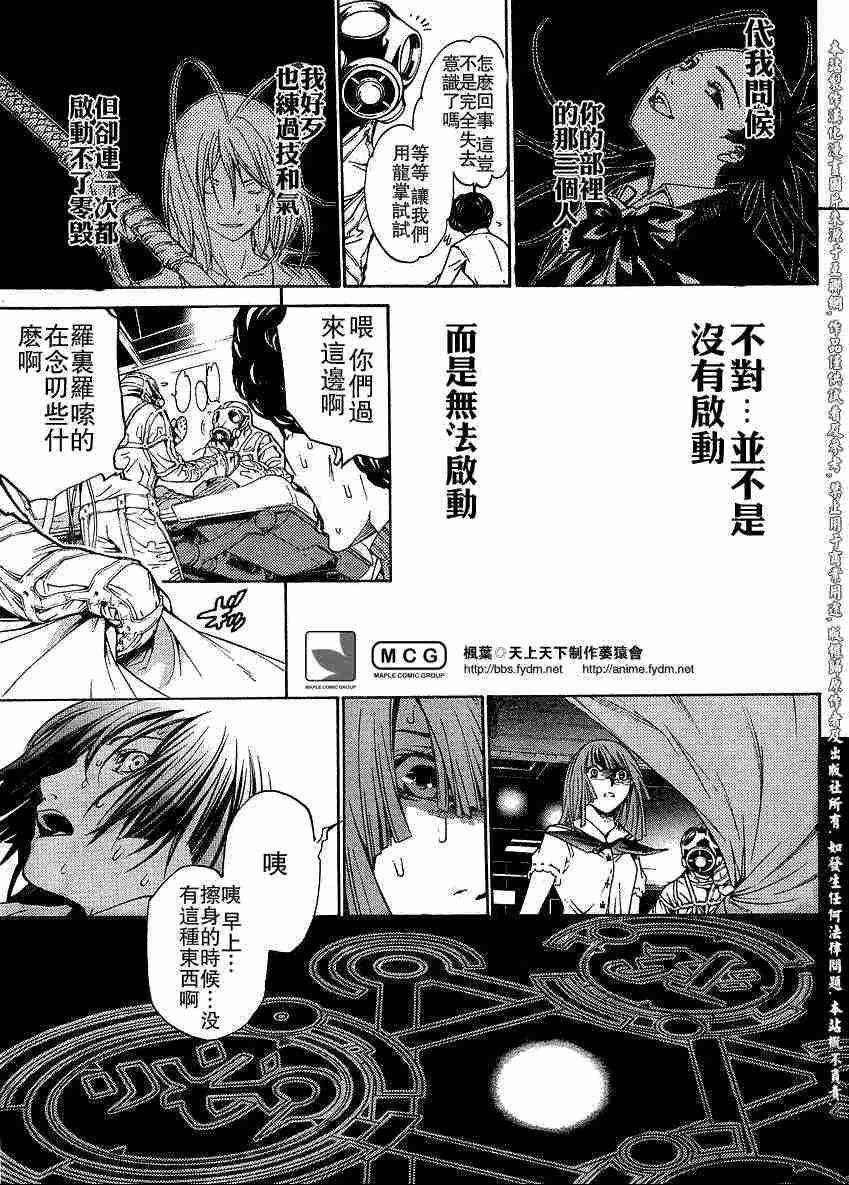 代我問候
你的部裡
的那三個人…
怎麼回事 這豈
不是完全失去
意識了嗎
等等 讓我們
用龍掌試試
我好歹
也練過技和氣
但卻連一次都
啟動不了零毀
不對…並不是
沒有啟動
而是無法啟動
喂 你們過
來這邊啊
羅裏羅嗦的
在念叨些什
麼啊
MCG
MAPLE COMIC GROUP
MAPLE COMIC GROUP
楓葉◎天上天下制作萎猿會
http://bbs.fydm.net http://anime.fydm.net
咦
咦 早上…
擦身的時候…没
有這種東西啊